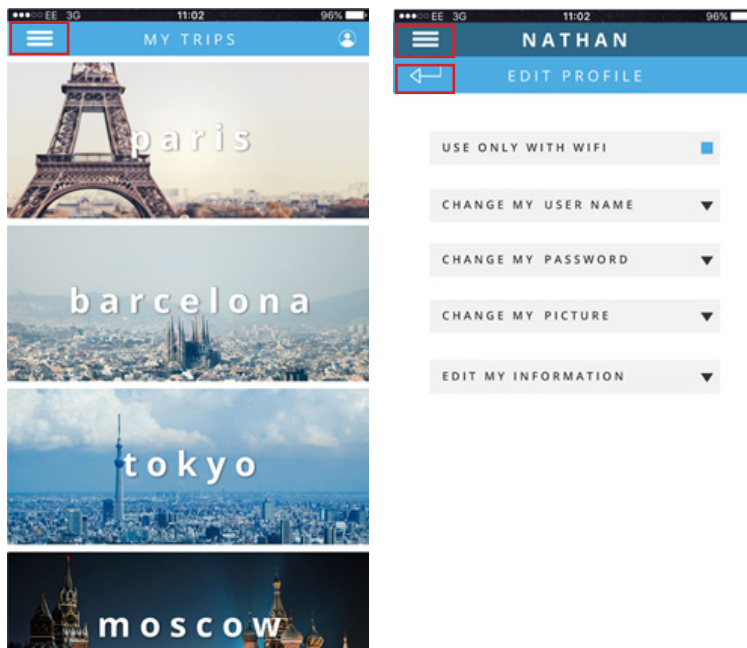 EE 3G 11:02 96%
MY TRIPS
paris
barcelona
tokyo
moscow
EE 3G 11:02 96%
NATHAN
EDIT PROFILE
USE ONLY WITH WIFI
CHANGE MY USER NAME
CHANGE MY PASSWORD
CHANGE MY PICTURE
EDIT MY INFORMATION